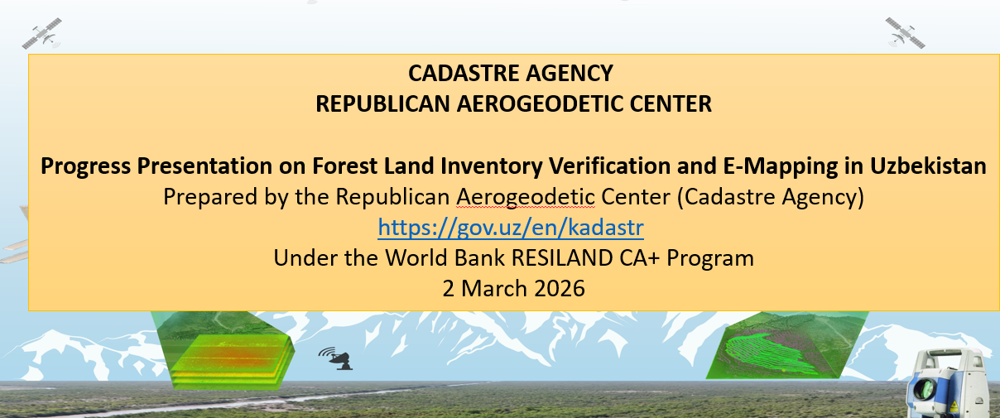 CADASTRE AGENCY
REPUBLICAN AEROGEODETIC CENTER
Progress Presentation on Forest Land Inventory Verification and E-Mapping in Uzbekistan
Prepared by the Republican Aerogeodetic Center (Cadastre Agency)
https://gov.uz/en/kadastr
Under the World Bank RESILAND CA+ Program
2 March 2026